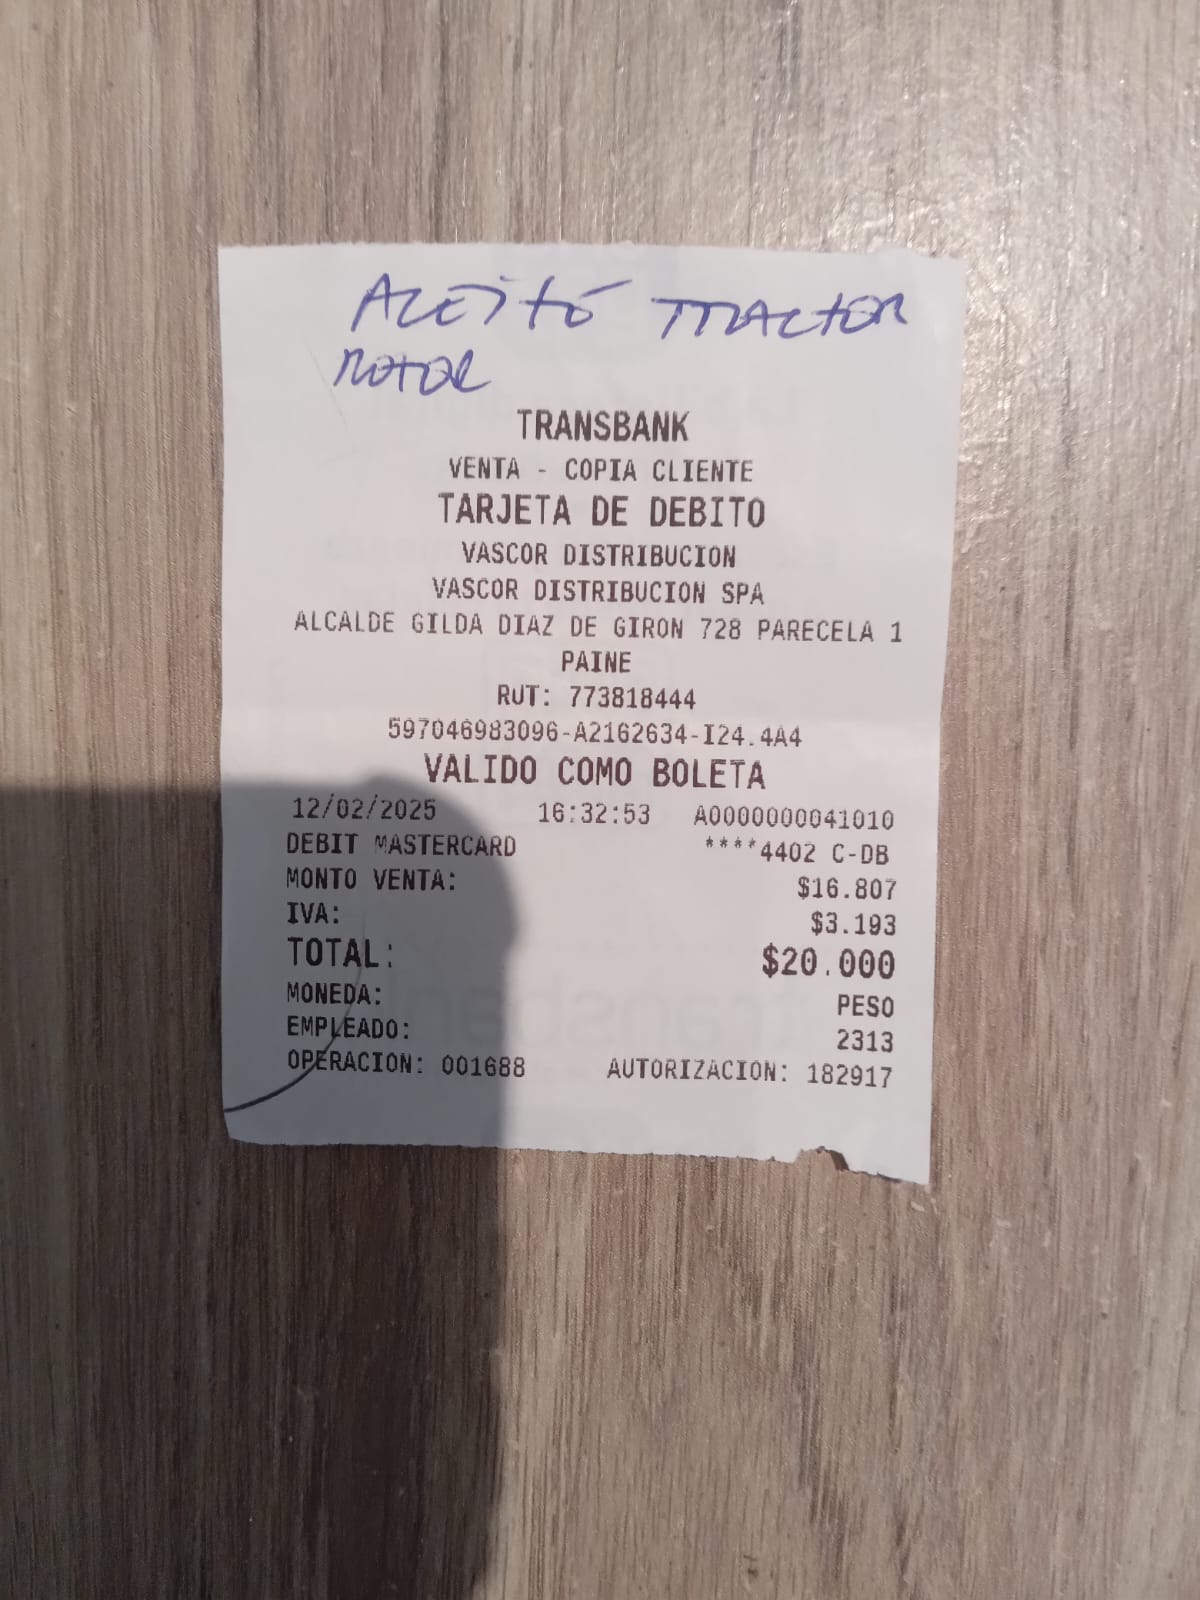 ACEITE TRACTOR
MOTOR
TRANSBANK
VENTA - COPIA CLIENTE
TARJETA DE DEBITO
VASCOR DISTRIBUCION
VASCOR DISTRIBUCION SPA
ALCALDE GILDA DIAZ DE GIRON 728 PARECELA 1
PAINE
RUT: 773818444
597046983096-A2162634-I24.4A4
VALIDO COMO BOLETA
12/02/2025 16:32:53 A0000000041010
DEBIT MASTERCARD ****4402 C-DB
MONTO VENTA: $16.807
IVA: $3.193
TOTAL: $20.000
MONEDA: PESO
EMPLEADO: 2313
OPERACION: 001688 AUTORIZACION: 182917